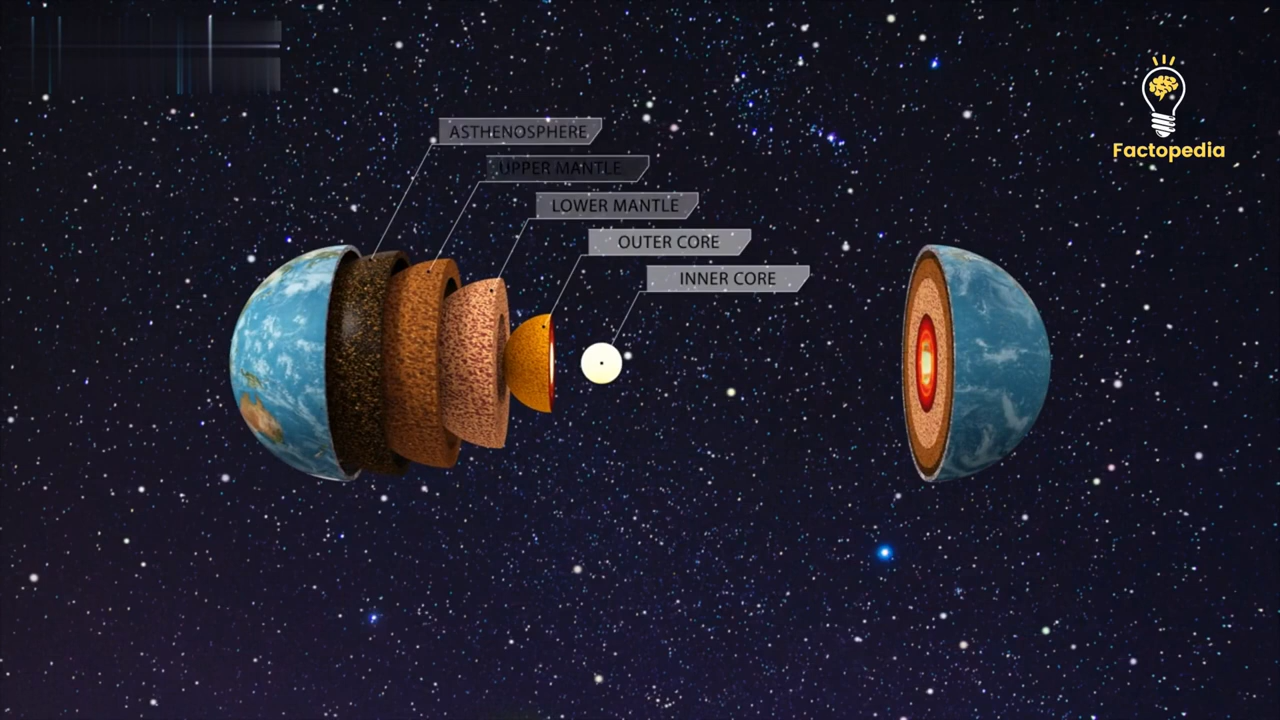 ASTHENOSPHERE
UPPER MANTLE
LOWER MANTLE
OUTER CORE
INNER CORE
Factopedia